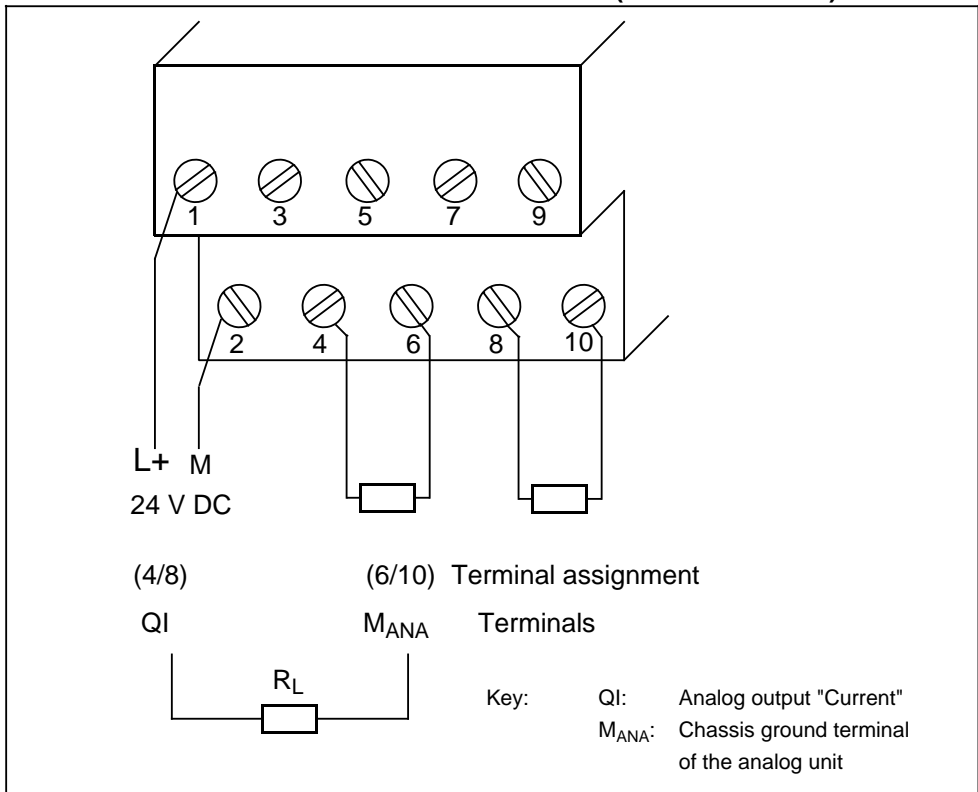 1 3 5 7 9
2 4 6 8 10
L+ M
24 V DC
(4/8) (6/10) Terminal assignment
QI M_ANA Terminals
R_L
Key: QI: Analog output "Current"
M_ANA: Chassis ground terminal
of the analog unit